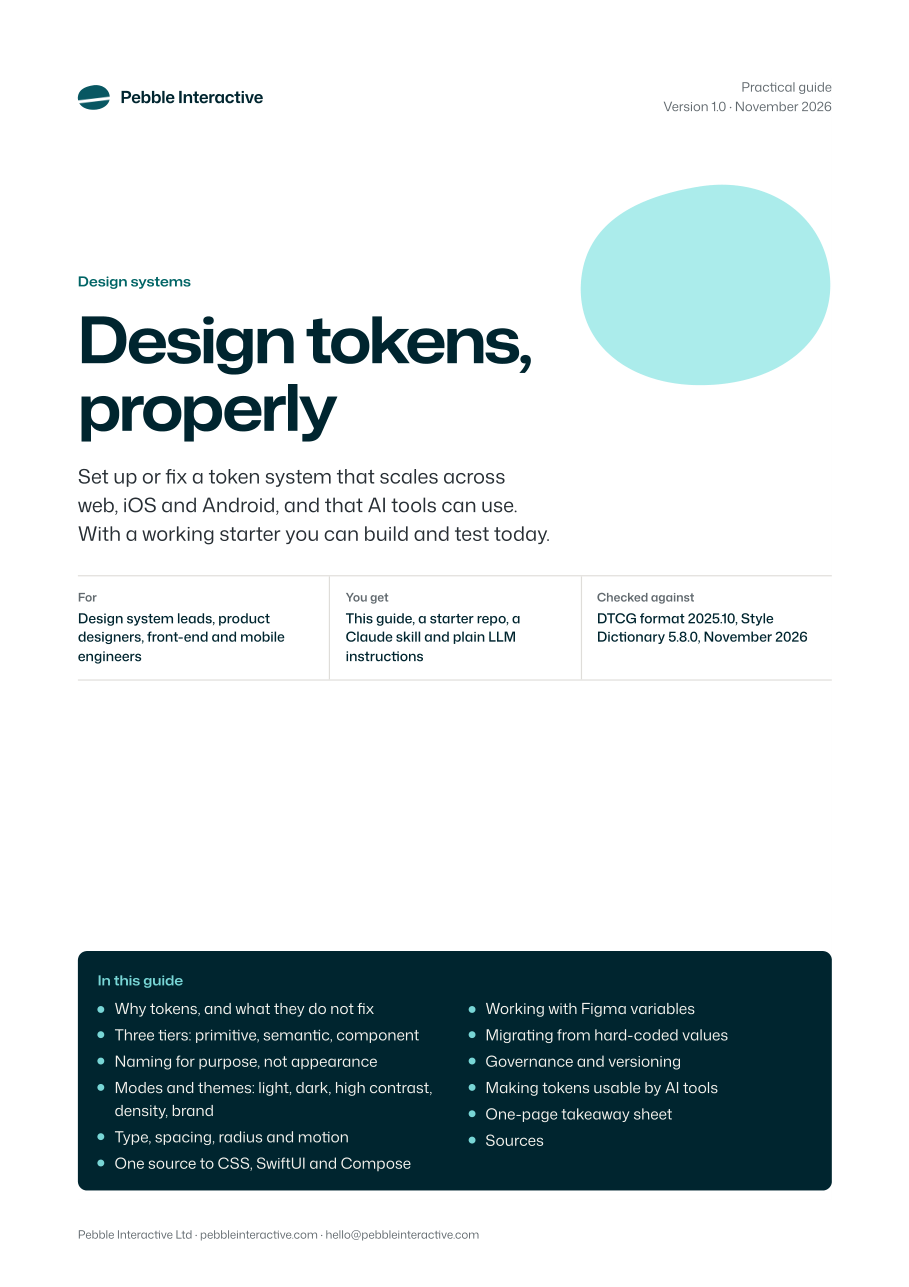 Pebble Interactive
Practical guide
Version 1.0 · November 2026
Design systems
Design tokens,
properly
Set up or fix a token system that scales across
web, iOS and Android, and that AI tools can use.
With a working starter you can build and test today.
For
Design system leads, product
designers, front-end and mobile
engineers
You get
This guide, a starter repo, a
Claude skill and plain LLM
instructions
Checked against
DTCG format 2025.10, Style
Dictionary 5.8.0, November 2026
In this guide
Why tokens, and what they do not fix
Three tiers: primitive, semantic, component
Naming for purpose, not appearance
Modes and themes: light, dark, high contrast,
density, brand
Type, spacing, radius and motion
One source to CSS, SwiftUI and Compose
Working with Figma variables
Migrating from hard-coded values
Governance and versioning
Making tokens usable by AI tools
One-page takeaway sheet
Sources
Pebble Interactive Ltd · pebbleinteractive.com · hello@pebbleinteractive.com